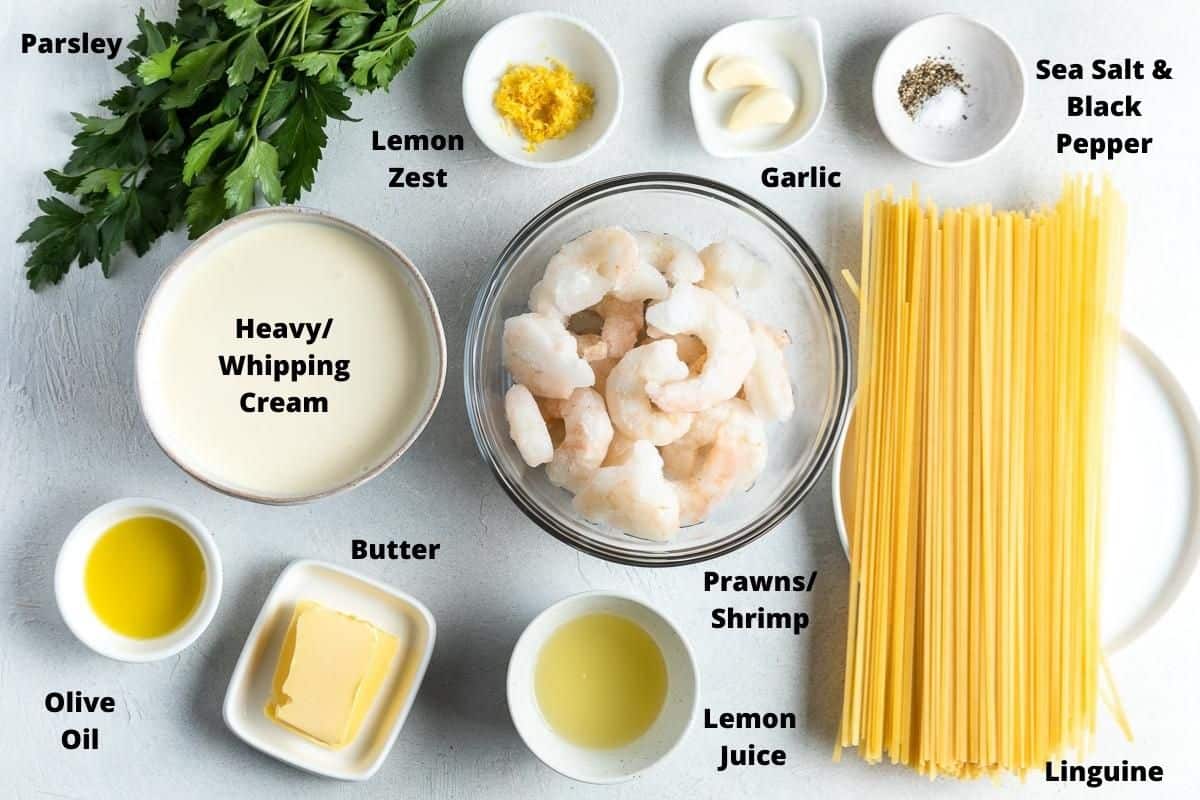 Parsley
Lemon
Zest
Garlic
Sea Salt &
Black
Pepper
Heavy/
Whipping
Cream
Butter
Prawns/
Shrimp
Olive
Oil
Lemon
Juice
Linguine